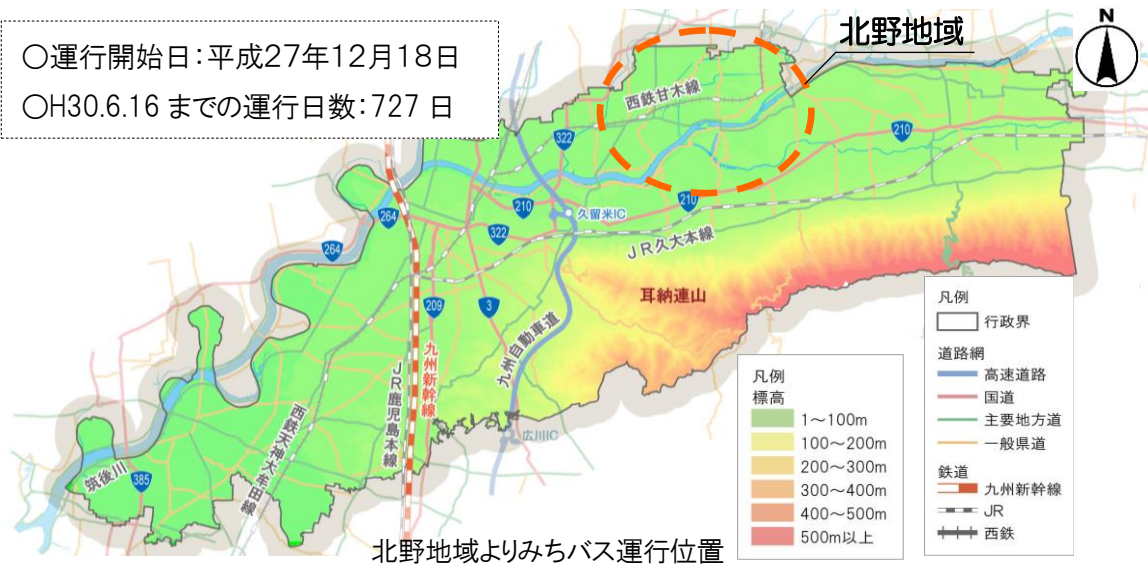 ○運行開始日：平成27年12月18日
○H30.6.16 までの運行日数：727 日
北野地域
N
西鉄甘木線
322
210
久留米IC
210
210
264
322
264
JR久大本線
耳納連山
209
3
九州自動車道
九州新幹線
JR鹿児島本線
西鉄天神大牟田線
広川IC
筑後川
385
凡例
標高
1～100m
100～200m
200～300m
300～400m
400～500m
500m以上
凡例
行政界
道路網
高速道路
国道
主要地方道
一般県道
鉄道
九州新幹線
JR
西鉄
北野地域よりみちバス運行位置